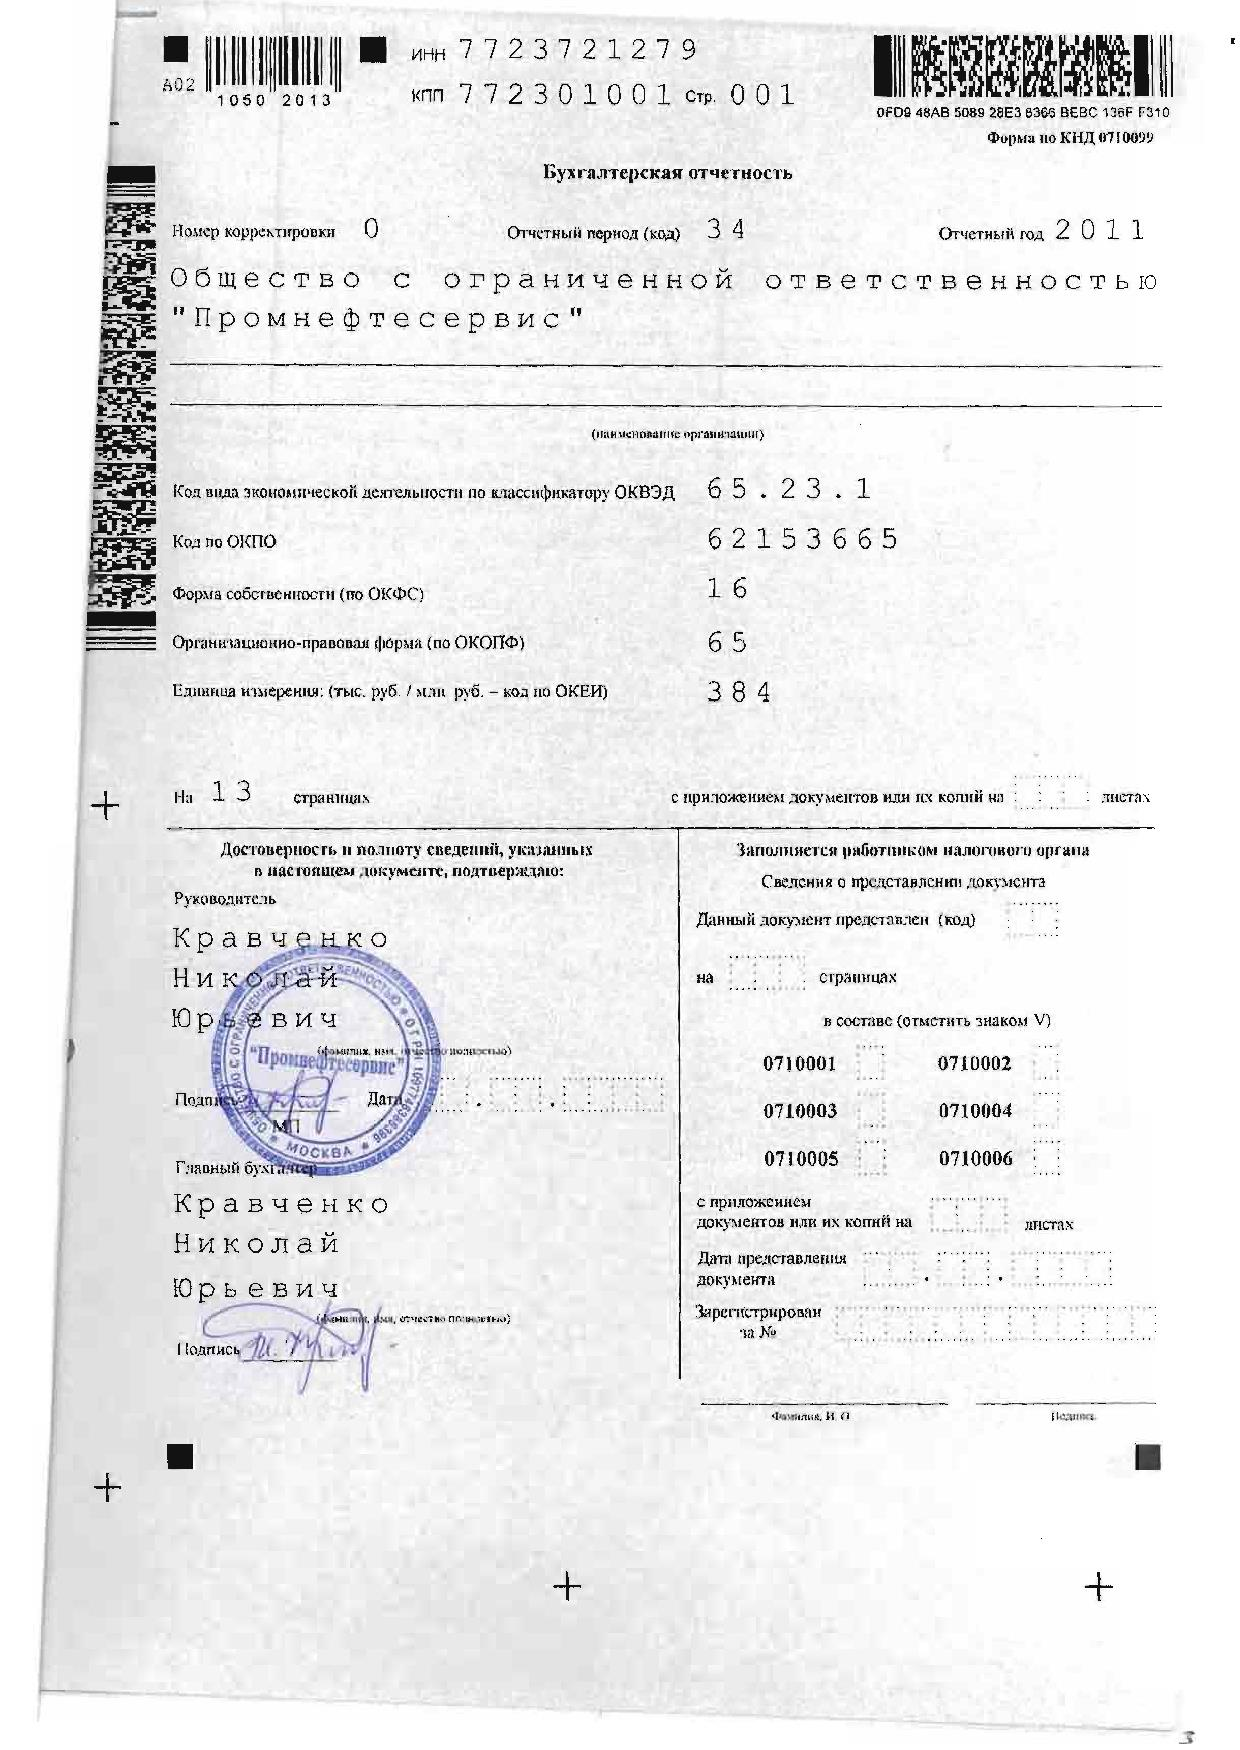 А02
1050 2013
ИНН 7723721279
КПП 772301001 Стр. 001
0FD9 48AB 5089 28E3 8366 BEBC 136F F310
Форма по КНД 0710099
Бухгалтерская отчетность
Номер корректировки 0 Отчетный период (код) 34 Отчетный год 2011
Общество с ограниченной ответственностью
"Промнефтесервис"
(наименование организации)
Код вида экономической деятельности по классификатору ОКВЭД 65.23.1
Код по ОКПО 62153665
Форма собственности (по ОКФС) 16
Организационно-правовая форма (по ОКОПФ) 65
Единица измерения: (тыс. руб. / млн. руб. – код по ОКЕИ) 384
На 13 страницах с приложением документов или их копий на листах
Достоверность и полноту сведений, указанных
в настоящем документе, подтверждаю:
Руководитель
Кравченко
Николай
Юрьевич
(фамилия, имя, отчество полностью)
"Промнефтесервис"
МОСКВА
Подпись Дата
МП
Главный бухгалтер
Кравченко
Николай
Юрьевич
(фамилия, имя, отчество полностью)
Подпись
Заполняется работником налогового органа
Сведения о представлении документа
Данный документ представлен (код)
на страницах
в составе (отметить знаком V)
0710001 0710002
0710003 0710004
0710005 0710006
с приложением
документов или их копий на листах
Дата представления
документа
Зарегистрирован
за №
Фамилия, И. О. Подпись
3